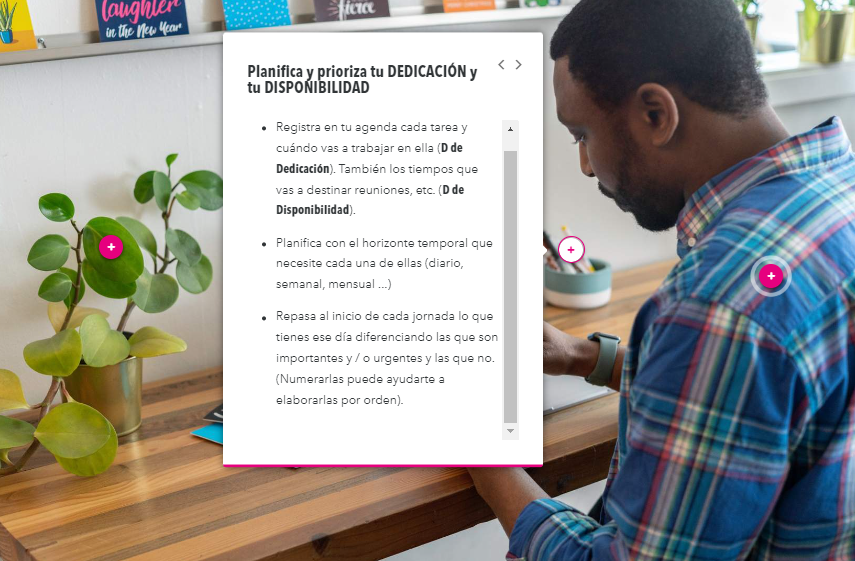 laughter
in the New Year
fierce
Planifica y prioriza tu DEDICACIÓN y
tu DISPONIBILIDAD
Registra en tu agenda cada tarea y
cuándo vas a trabajar en ella (D de
Dedicación). También los tiempos que
vas a destinar reuniones, etc. (D de
Disponibilidad).
Planifica con el horizonte temporal que
necesite cada una de ellas (diario,
semanal, mensual ...)
Repasa al inicio de cada jornada lo que
tienes ese día diferenciando las que son
importantes y / o urgentes y las que no.
(Numerarlas puede ayudarte a
elaborarlas por orden).